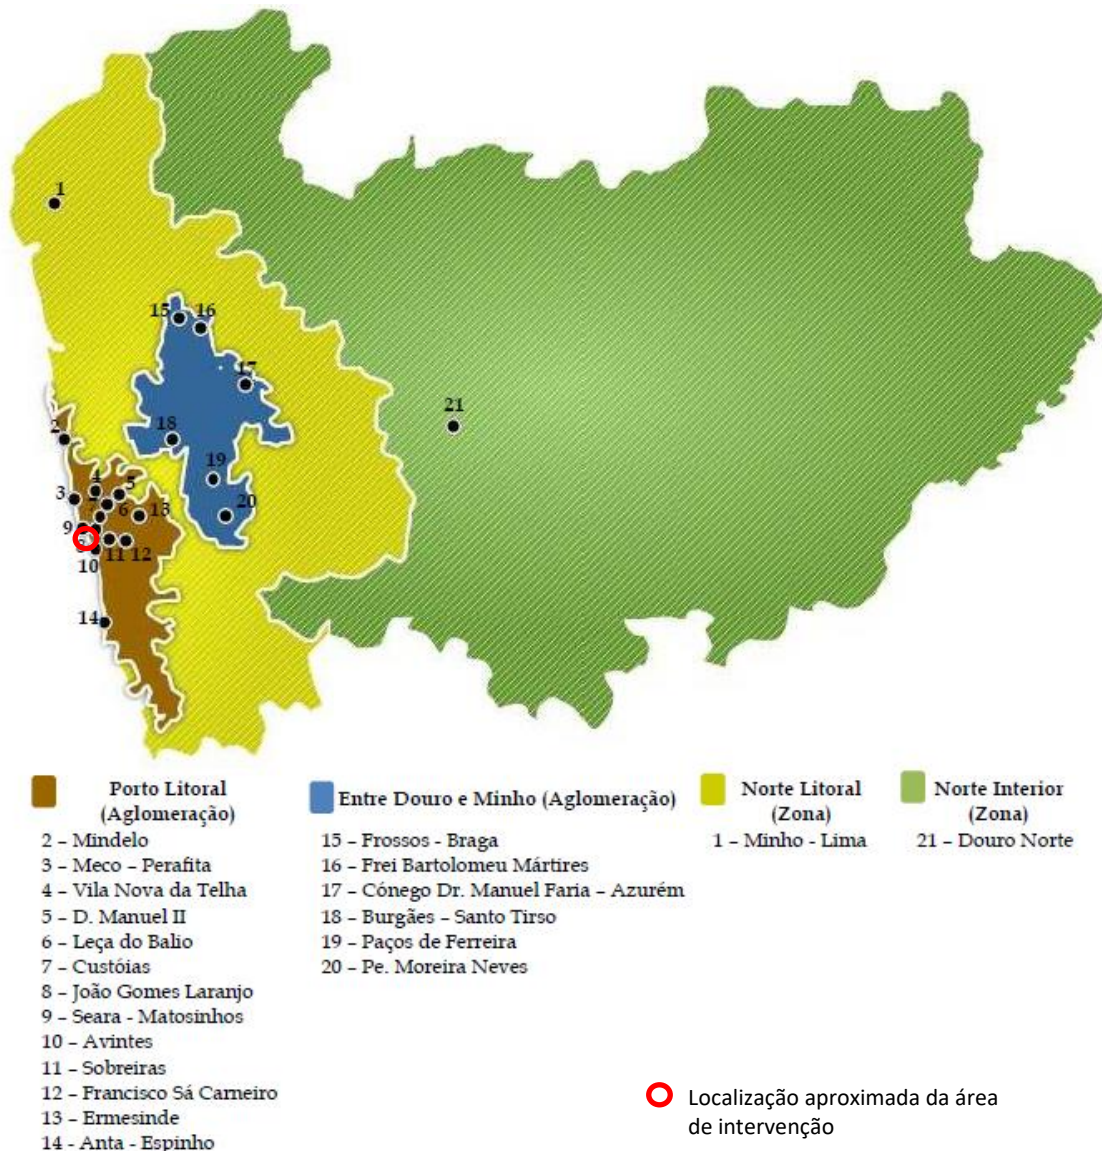 1
15
16
17
21
2
18
19
4
5
3
6
13
20
9
11
12
10
14
Porto Litoral
(Aglomeração)
2 – Mindelo
3 – Meco – Perafita
4 – Vila Nova da Telha
5 – D. Manuel II
6 – Leça do Balio
7 – Custóias
8 – João Gomes Laranjo
9 – Seara - Matosinhos
10 – Avintes
11 – Sobreiras
12 – Francisco Sá Carneiro
13 – Ermesinde
14 - Anta - Espinho
Entre Douro e Minho (Aglomeração)
15 – Frossos - Braga
16 – Frei Bartolomeu Mártires
17 – Cónego Dr. Manuel Faria – Azurém
18 – Burgães – Santo Tirso
19 – Paços de Ferreira
20 – Pe. Moreira Neves
Norte Litoral
(Zona)
1 – Minho - Lima
Norte Interior
(Zona)
21 – Douro Norte
Localização aproximada da área
de intervenção